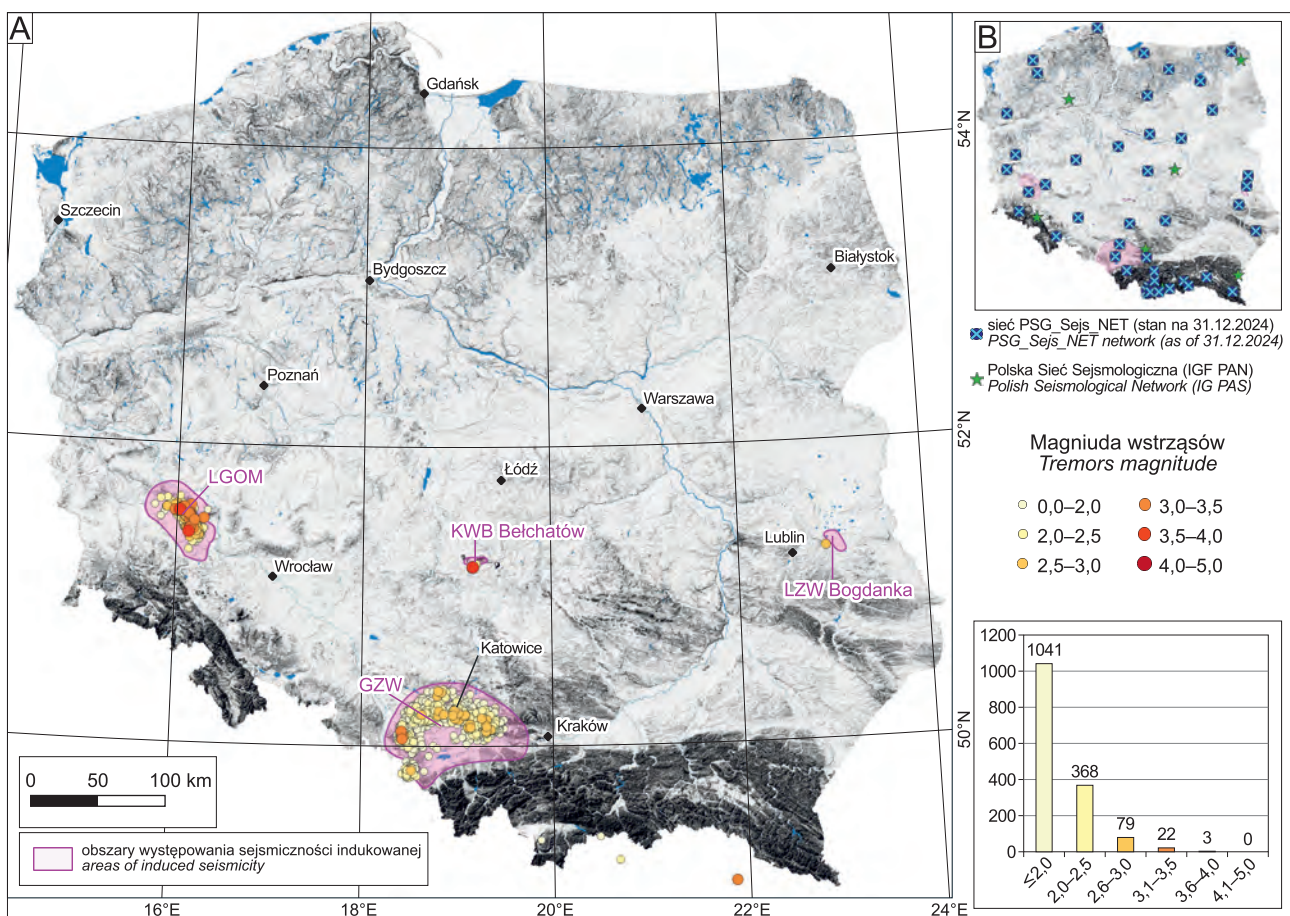 A
Gdańsk
Szczecin
Bydgoszcz
Białystok
Poznań
Warszawa
LGOM
Łódź
KWB Bełchatów
Lublin
Wrocław
LZW Bogdanka
Katowice
GZW
Kraków
0 50 100 km
obszary występowania sejsmiczności indukowanej
areas of induced seismicity
16°E 18°E 20°E 22°E 24°E
54°N
52°N
50°N
B
sieć PSG_Sejs_NET (stan na 31.12.2024)
PSG_Sejs_NET network (as of 31.12.2024)
Polska Sieć Sejsmologiczna (IGF PAN)
Polish Seismological Network (IG PAS)
Magniuda wstrząsów
Tremors magnitude
0,0–2,0 3,0–3,5
2,0–2,5 3,5–4,0
2,5–3,0 4,0–5,0
1200
1000
800
600
400
200
0
1041
368
79
22
3
0
≤2,0
2,0–2,5
2,6–3,0
3,1–3,5
3,6–4,0
4,1–5,0